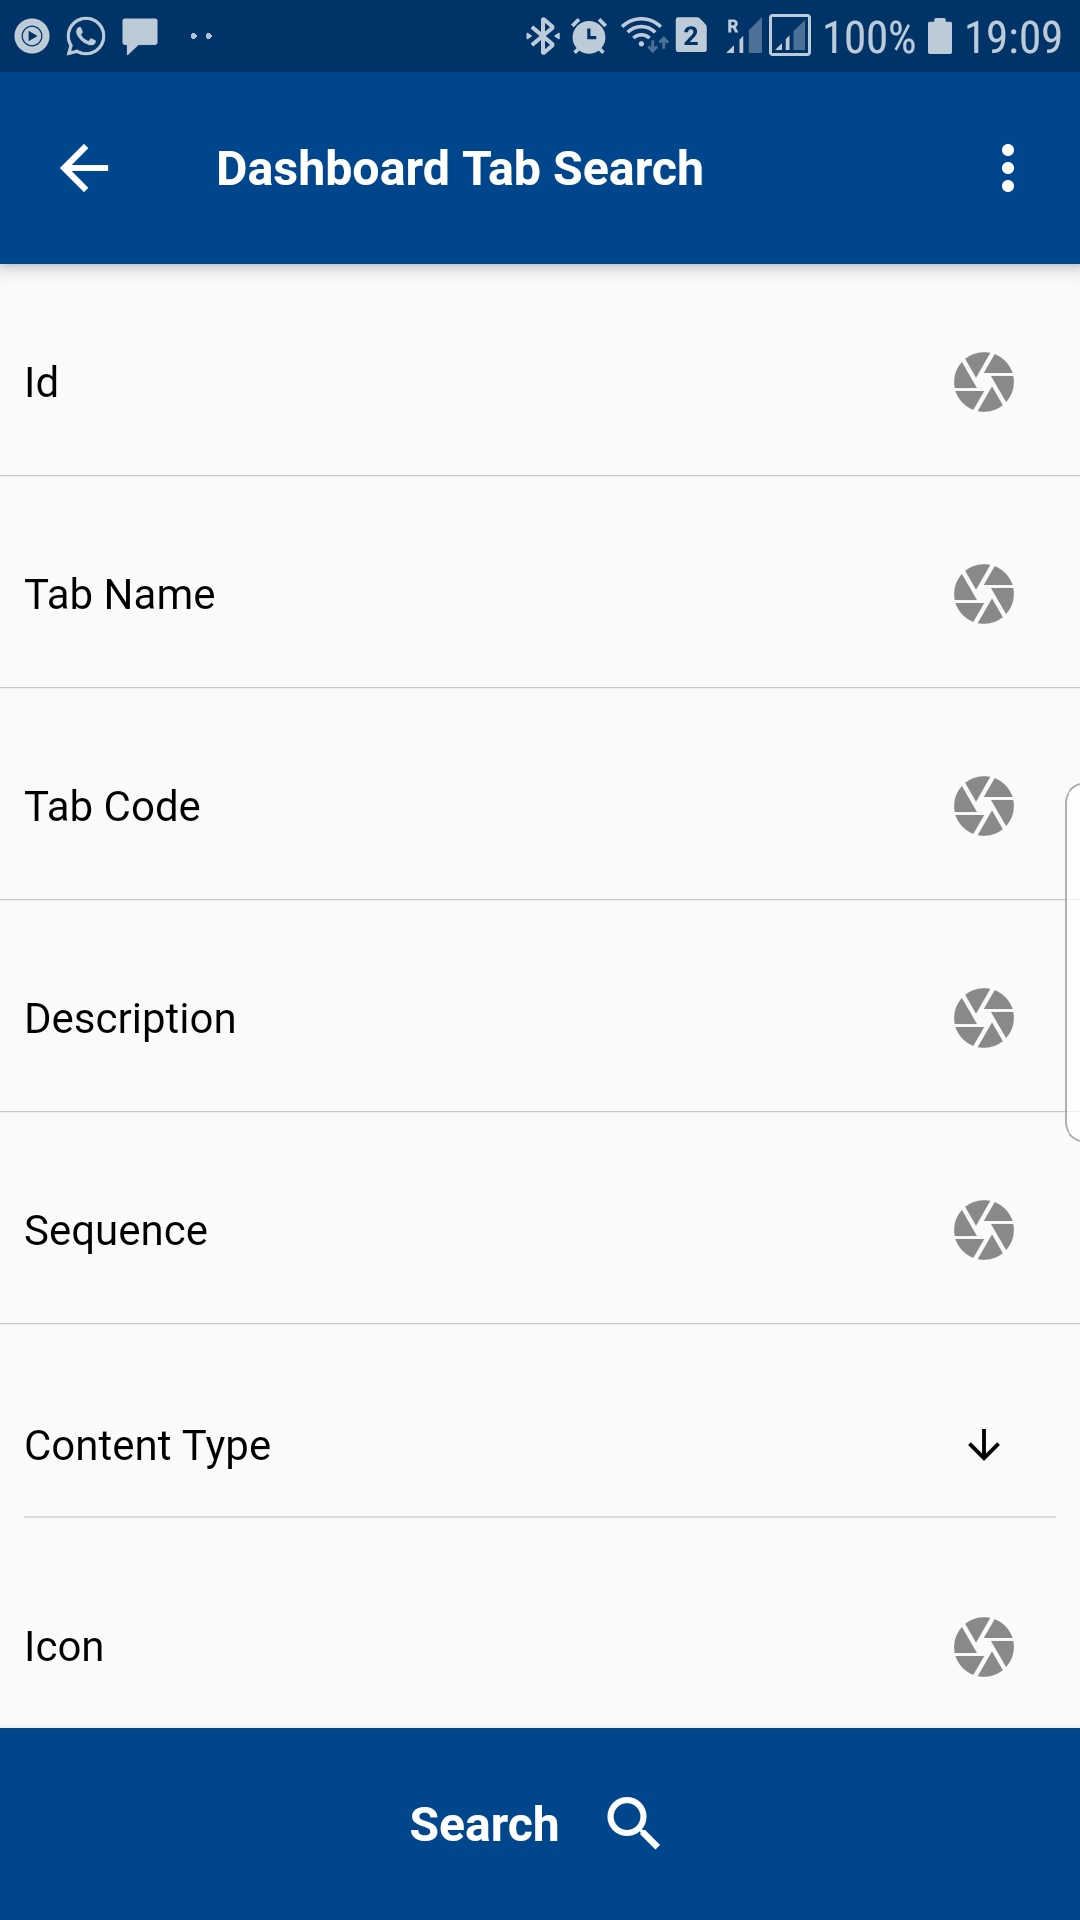 2 R 100% 19:09
Dashboard Tab Search
Id
Tab Name
Tab Code
Description
Sequence
Content Type
Icon
Search